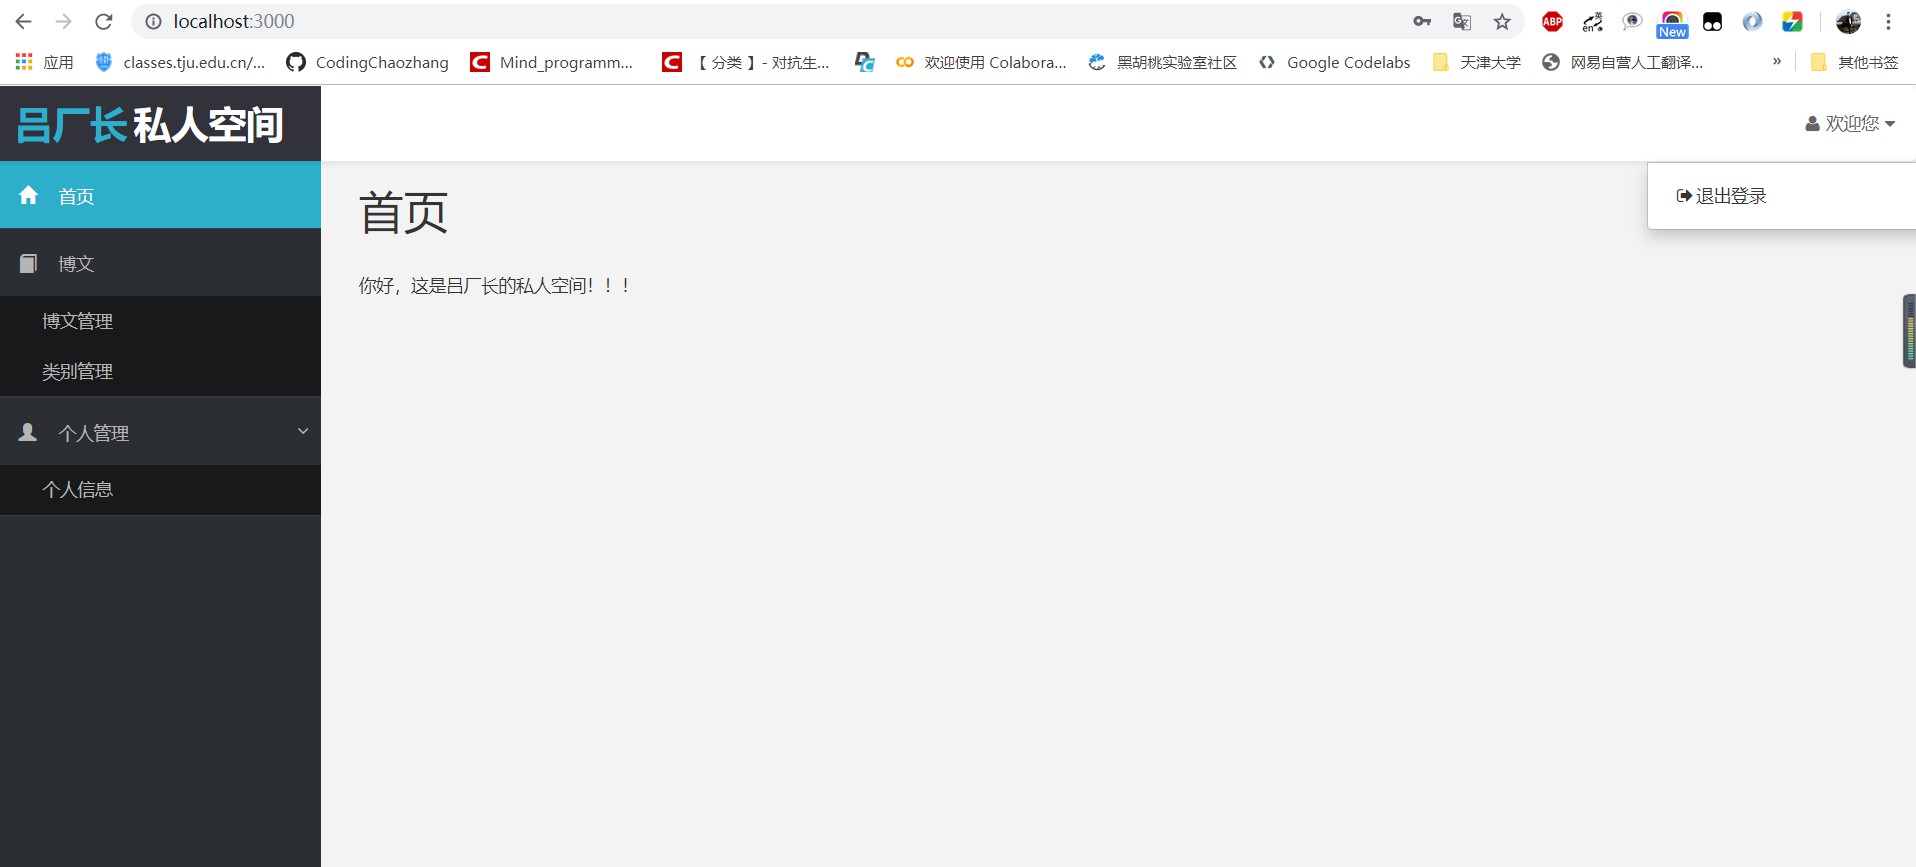 localhost:3000
ABP
英
en
New
应用
classes.tju.edu.cn/...
CodingChaozhang
Mind_programm...
【 分类 】- 对抗生...
欢迎使用 Colabora...
黑胡桃实验室社区
Google Codelabs
天津大学
网易自营人工翻译...
»
其他书签
吕厂长 私人空间
欢迎您
首页
退出登录
首页
博文
你好，这是吕厂长的私人空间！！！
博文管理
类别管理
个人管理
个人信息